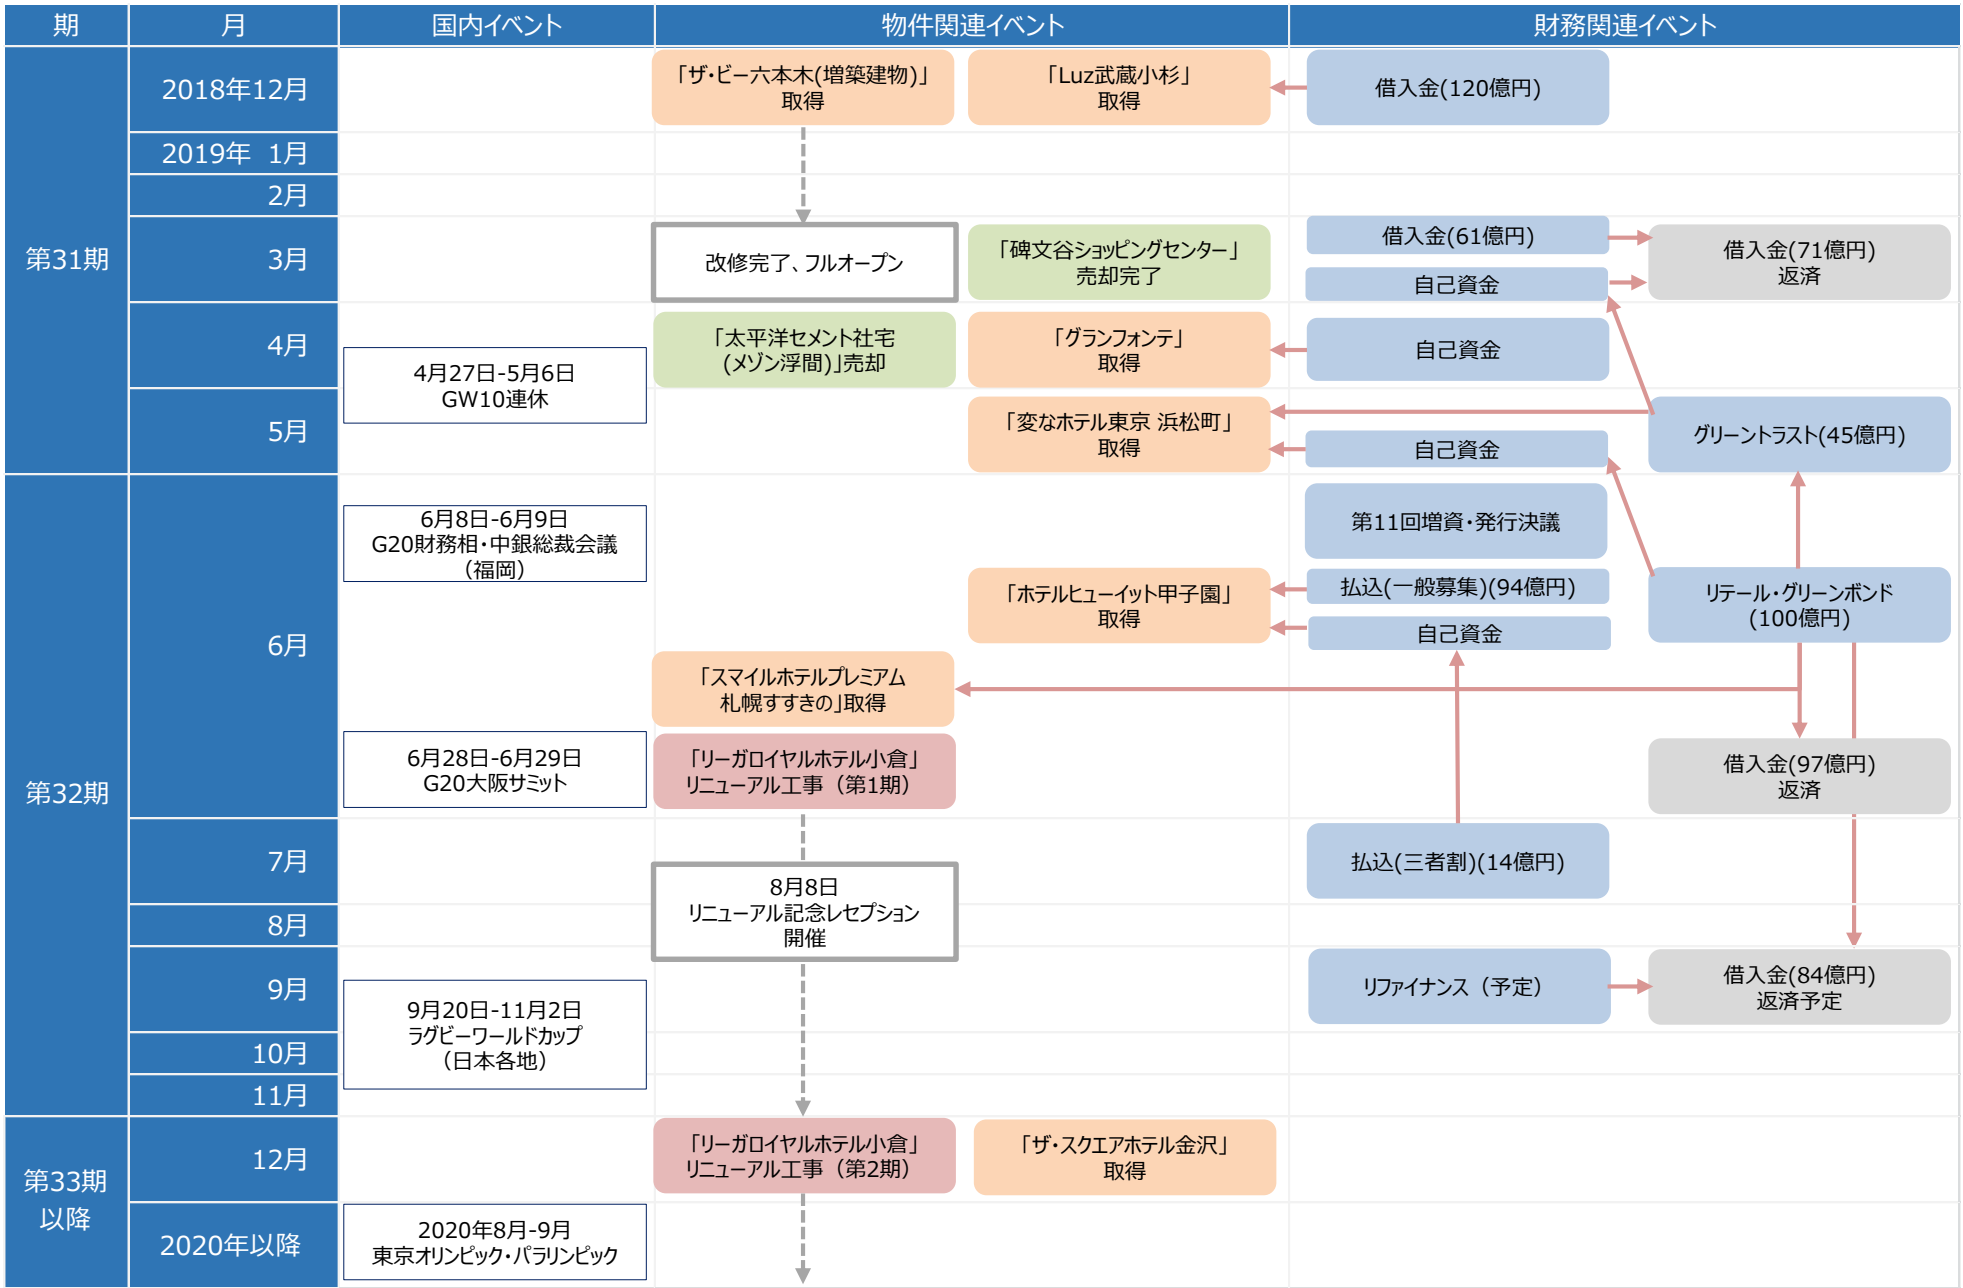 期
月
国内イベント
物件関連イベント
財務関連イベント
第31期
2018年12月
「ザ・ビー六本木(増築建物)」
取得
「Luz武蔵小杉」
取得
借入金(120億円)
2019年 1月
2月
3月
改修完了、フルオープン
「碑文谷ショッピングセンター」
売却完了
借入金(61億円)
自己資金
借入金(71億円)
返済
4月
4月27日-5月6日
GW10連休
「太平洋セメント社宅
(メゾン浮間)」売却
「グランフォンテ」
取得
自己資金
5月
「変なホテル東京 浜松町」
取得
自己資金
グリーントラスト(45億円)
第32期
6月
6月8日-6月9日
G20財務相・中銀総裁会議
（福岡）
第11回増資・発行決議
「ホテルヒューイット甲子園」
取得
払込(一般募集)(94億円)
自己資金
リテール・グリーンボンド
(100億円)
「スマイルホテルプレミアム
札幌すすきの」取得
6月28日-6月29日
G20大阪サミット
「リーガロイヤルホテル小倉」
リニューアル工事（第1期）
借入金(97億円)
返済
7月
払込(三者割)(14億円)
8月8日
リニューアル記念レセプション
開催
8月
9月
9月20日-11月2日
ラグビーワールドカップ
（日本各地）
リファイナンス（予定）
借入金(84億円)
返済予定
10月
11月
第33期
以降
12月
「リーガロイヤルホテル小倉」
リニューアル工事（第2期）
「ザ・スクエアホテル金沢」
取得
2020年以降
2020年8月-9月
東京オリンピック・パラリンピック